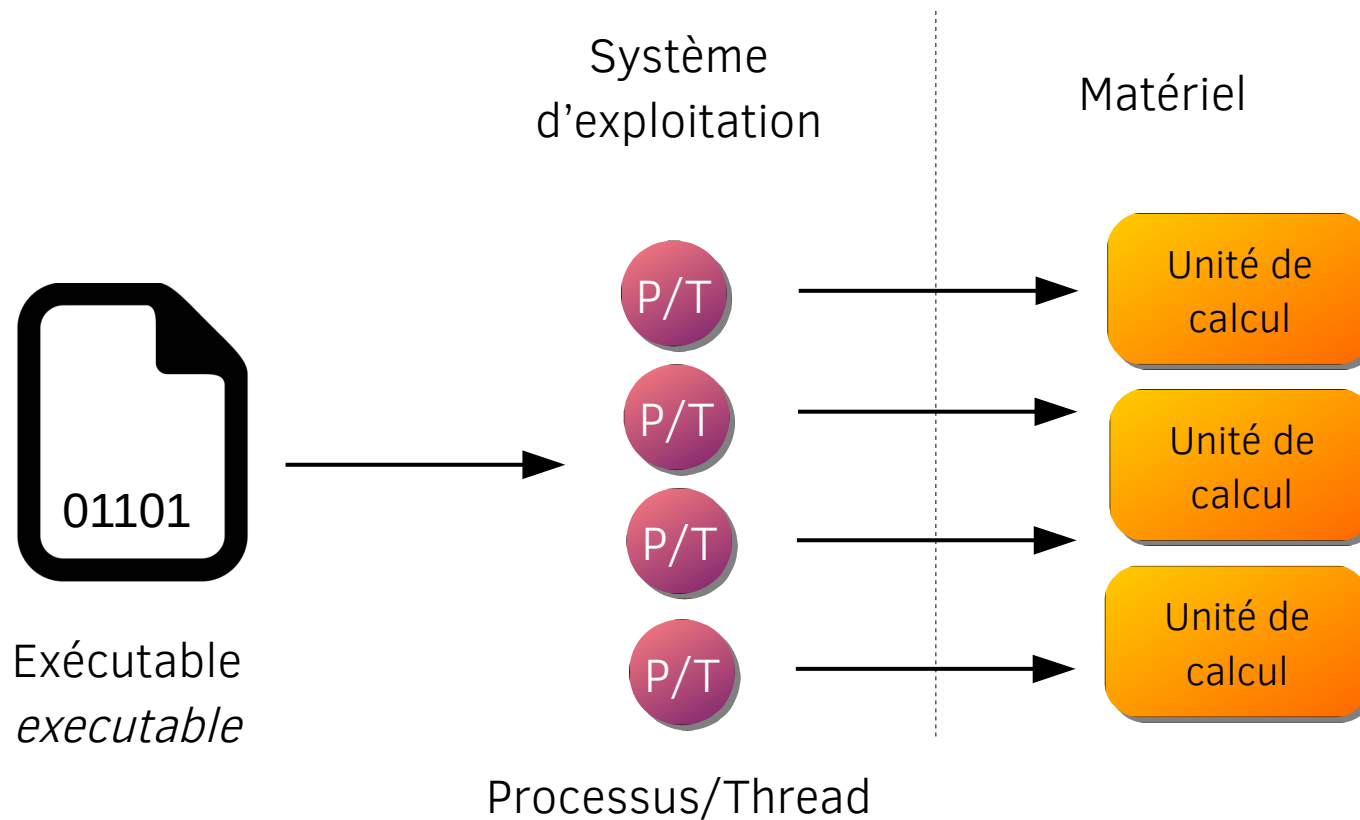 Système
d’exploitation
Matériel
01101
Exécutable
executable
P/T
P/T
P/T
P/T
Processus/Thread
Unité de
calcul
Unité de
calcul
Unité de
calcul